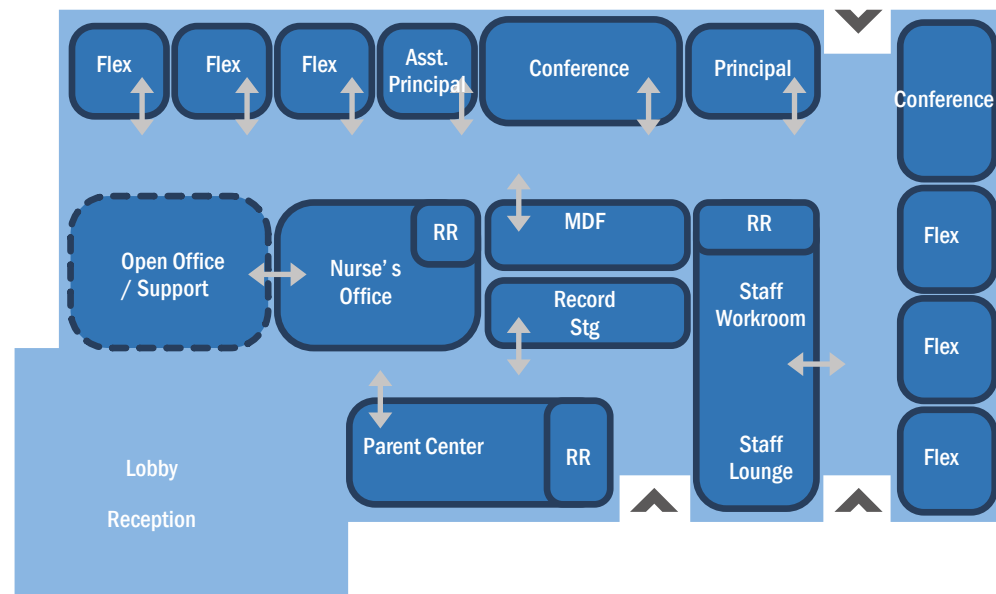 Flex
Flex
Flex
Asst.
Principal
Conference
Principal
Conference
Open Office
/ Support
Nurse’ s
Office
RR
MDF
Record
Stg
RR
Staff
Workroom
Staff
Lounge
Flex
Flex
Flex
Parent Center
RR
Lobby
Reception